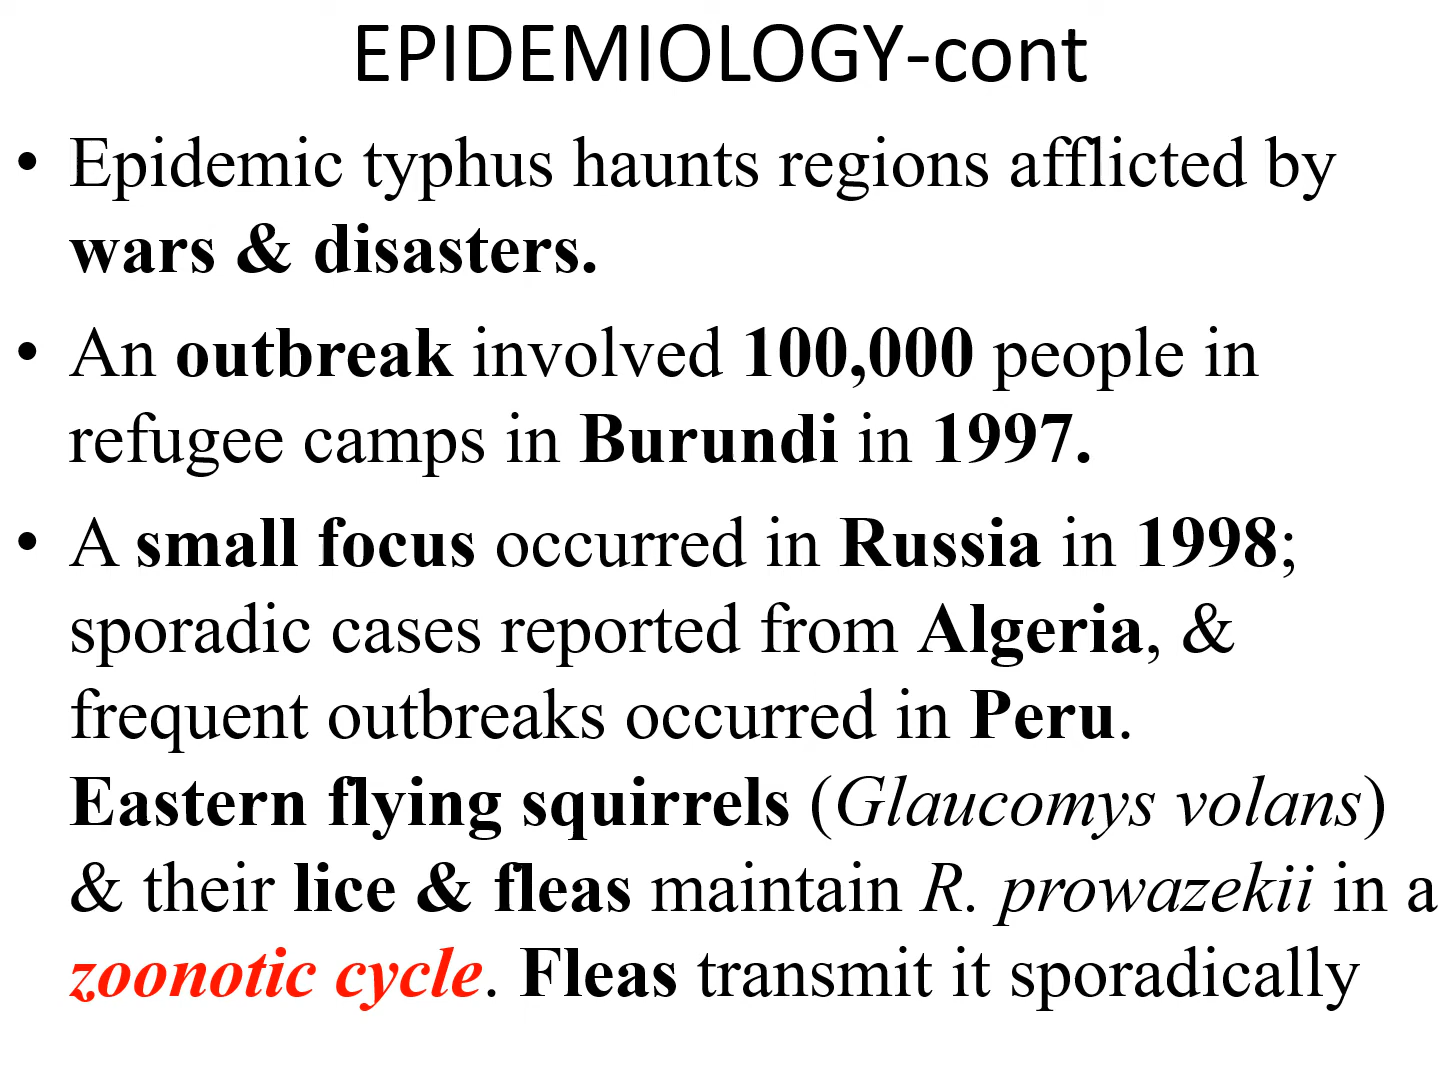 EPIDEMIOLOGY-cont
• Epidemic typhus haunts regions afflicted by
wars & disasters.
• An outbreak involved 100,000 people in
refugee camps in Burundi in 1997.
• A small focus occurred in Russia in 1998;
sporadic cases reported from Algeria, &
frequent outbreaks occurred in Peru.
Eastern flying squirrels (Glaucomys volans)
& their lice & fleas maintain R. prowazekii in a
zoonotic cycle. Fleas transmit it sporadically